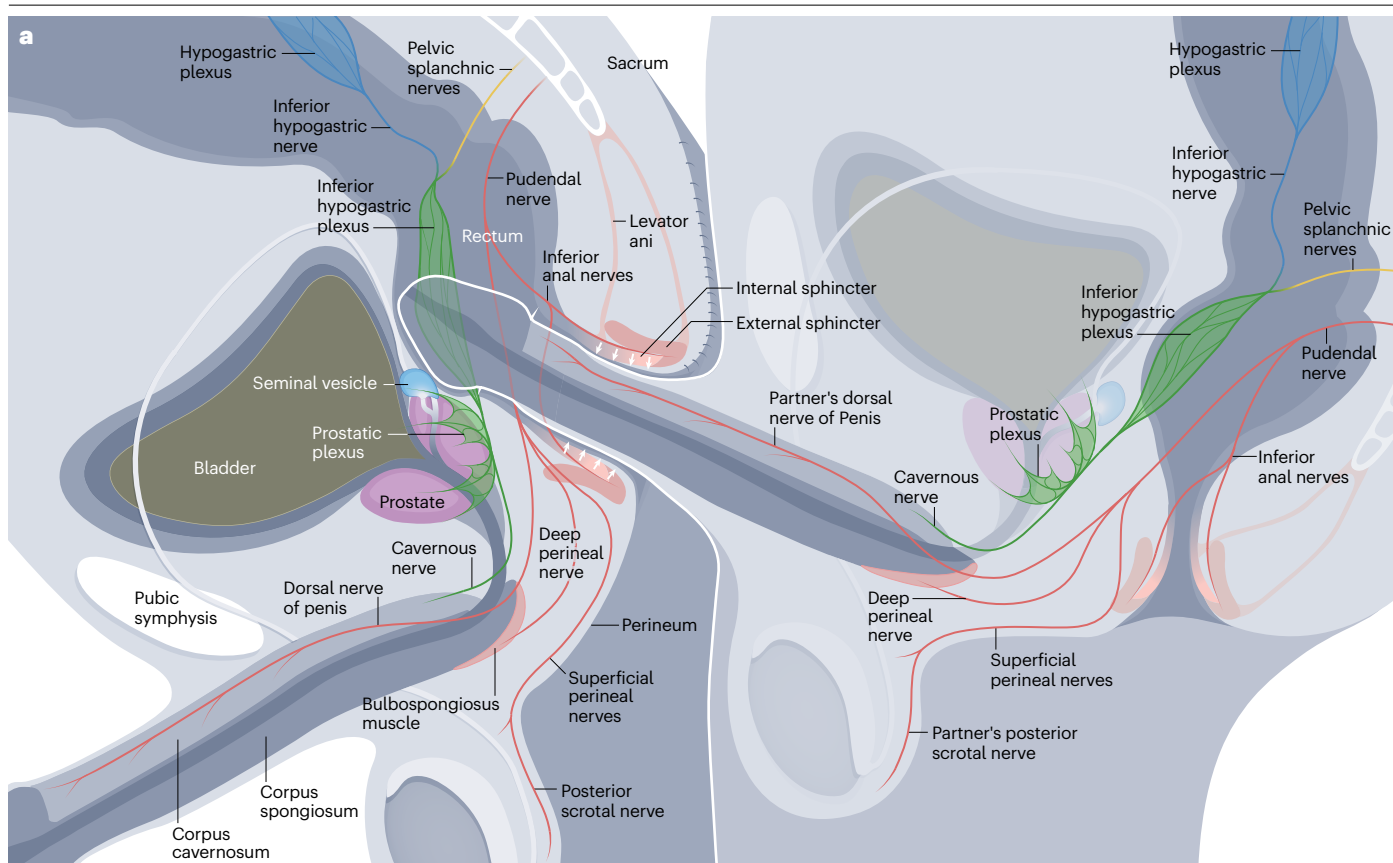 a
Hypogastric
plexus
Pelvic
splanchnic
nerves
Sacrum
Hypogastric
plexus
Inferior
hypogastric
nerve
Inferior
hypogastric
plexus
Pudendal
nerve
Rectum
Levator
ani
Inferior
anal nerves
Internal sphincter
External sphincter
Inferior
hypogastric
nerve
Pelvic
splanchnic
nerves
Inferior
hypogastric
plexus
Pudendal
nerve
Seminal vesicle
Prostatic
plexus
Bladder
Prostate
Partner's dorsal
nerve of Penis
Prostatic
plexus
Cavernous
nerve
Inferior
anal nerves
Cavernous
nerve
Deep
perineal
nerve
Dorsal nerve
of penis
Pubic
symphysis
Perineum
Deep
perineal
nerve
Superficial
perineal nerves
Bulbospongiosus
muscle
Superficial
perineal
nerves
Partner's posterior
scrotal nerve
Corpus
spongiosum
Posterior
scrotal nerve
Corpus
cavernosum